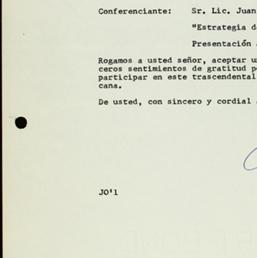 Conferenciante: Sr. Lic. Juan
"Estrategia d
Presentación
Rogamos a usted señor, aceptar u
ceros sentimientos de gratitud p
participar en este trascendental
cana.
De usted, con sincero y cordial
JO'l